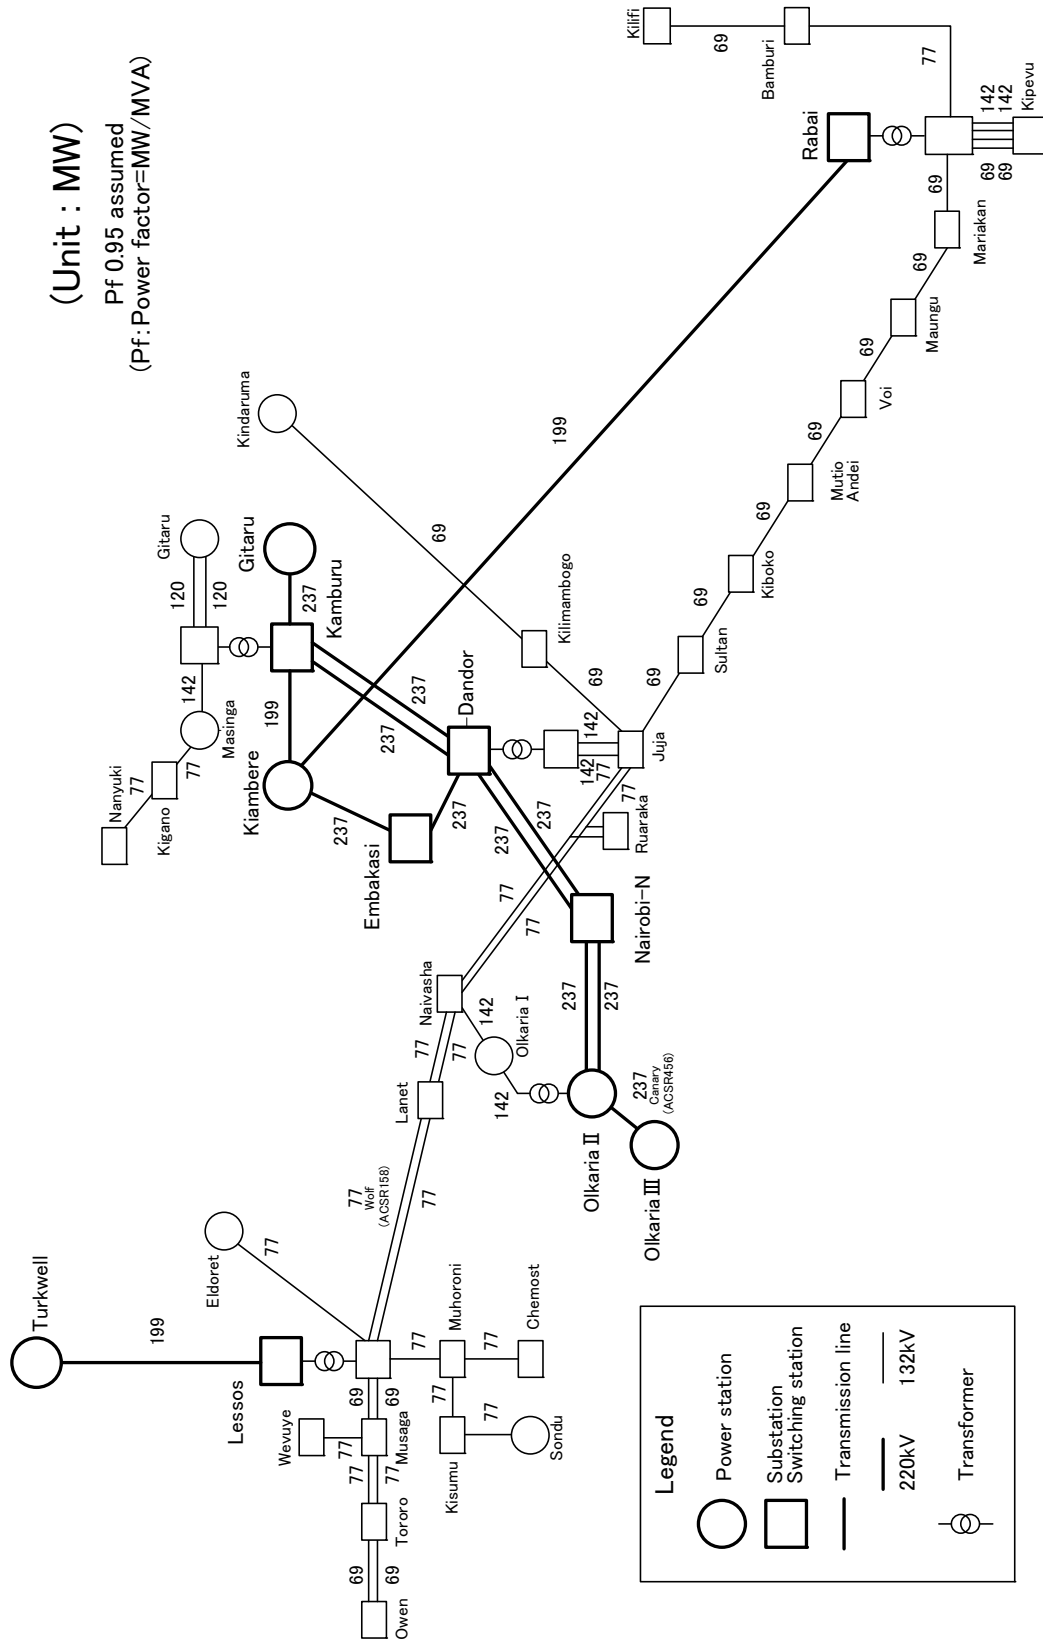 (Unit : MW)
Pf 0.95 assumed
(Pf:Power factor=MW/MVA)
Turkwell
199
Lessos
Eldoret
77
Wevuye
77
Musaga
69
69
77
77
Tororo
69
69
Owen
77
Muhoroni
77
Chemost
77
Kisumu
77
Sondu
77
Wolf
(ACSR158)
77
Lanet
77
77
Naivasha
142
Olkaria Ⅰ
142
Olkaria Ⅱ
237
Canary
(ACSR456)
Olkaria Ⅲ
237
237
Nairobi-N
77
77
237
237
Ruaraka
77
77
Nanyuki
77
Kigano
77
Masinga
142
120
120
Gitaru
Gitaru
237
Kamburu
199
Kiambere
237
Embakasi
237
237
237
Dandor
142
142
Juja
69
Kilimambogo
69
Kindaruma
199
Rabai
69
Sultan
69
Kiboko
69
Mutio
Andei
69
Voi
69
Maungu
69
Mariakan
69
69
69
142
142
Kipevu
77
Bamburi
69
Kilifi
Legend
Power station
Substation
Switching station
Transmission line
220kV
132kV
Transformer